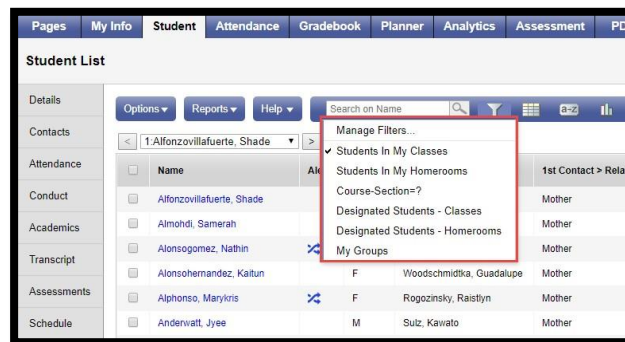 Pages My Info Student Attendance Gradebook Planner Analytics Assessment PD
Student List
Details
Contacts
Attendance
Conduct
Academics
Transcript
Assessments
Schedule
Options Reports Help Search on Name a-z
< 1:Alfonzovillafuerte, Shade >
Manage Filters...
Students In My Classes
Students In My Homerooms
Course-Section=?
Designated Students - Classes
Designated Students - Homerooms
My Groups
Name Ale 1st Contact > Rela
Alfonzovillafuerte, Shade Mother
Almohdi, Samerah Mother
Alonsogomez, Nathin Mother
Alonsohernandez, Kaitun F Woodschmidtka, Guadalupe Mother
Alphonso, Marykris F Rogozinsky, Raistlyn Mother
Anderwatt, Jyee M Sulz, Kawato Mother